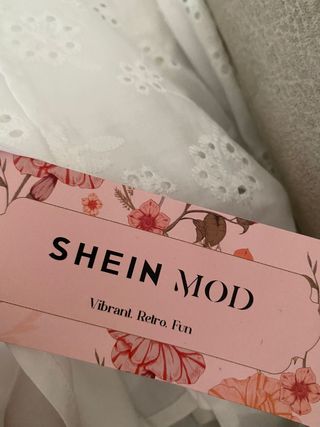 SHEIN MOD
Vibrant, Retro, Fun